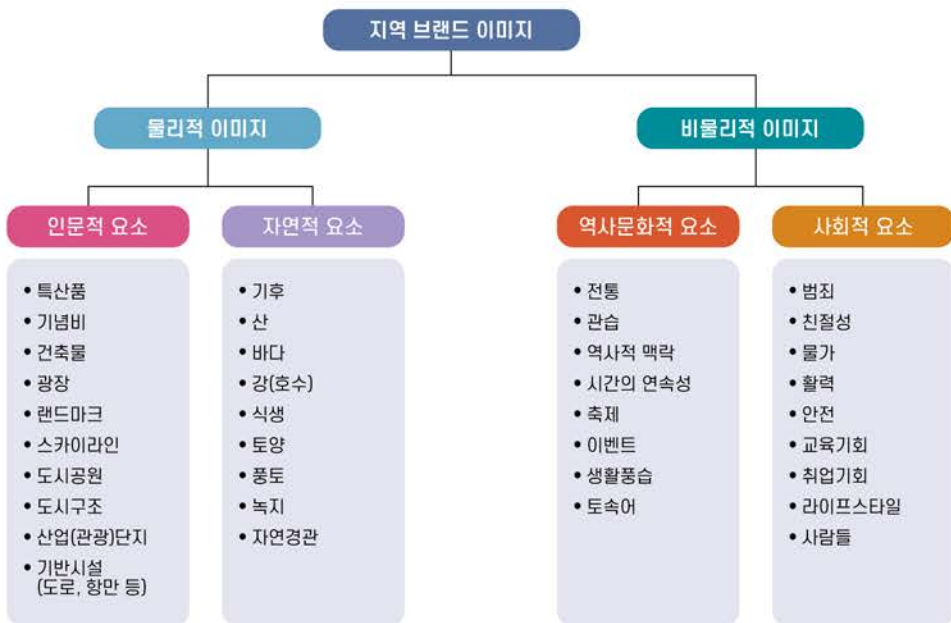 지역 브랜드 이미지
물리적 이미지
비물리적 이미지
인문적 요소
• 특산품
• 기념비
• 건축물
• 광장
• 랜드마크
• 스카이라인
• 도시공원
• 도시구조
• 산업(관광)단지
• 기반시설
(도로, 항만 등)
자연적 요소
• 기후
• 산
• 바다
• 강(호수)
• 식생
• 토양
• 풍토
• 녹지
• 자연경관
역사문화적 요소
• 전통
• 관습
• 역사적 맥락
• 시간의 연속성
• 축제
• 이벤트
• 생활풍습
• 토속어
사회적 요소
• 범죄
• 친절성
• 물가
• 활력
• 안전
• 교육기회
• 취업기회
• 라이프스타일
• 사람들